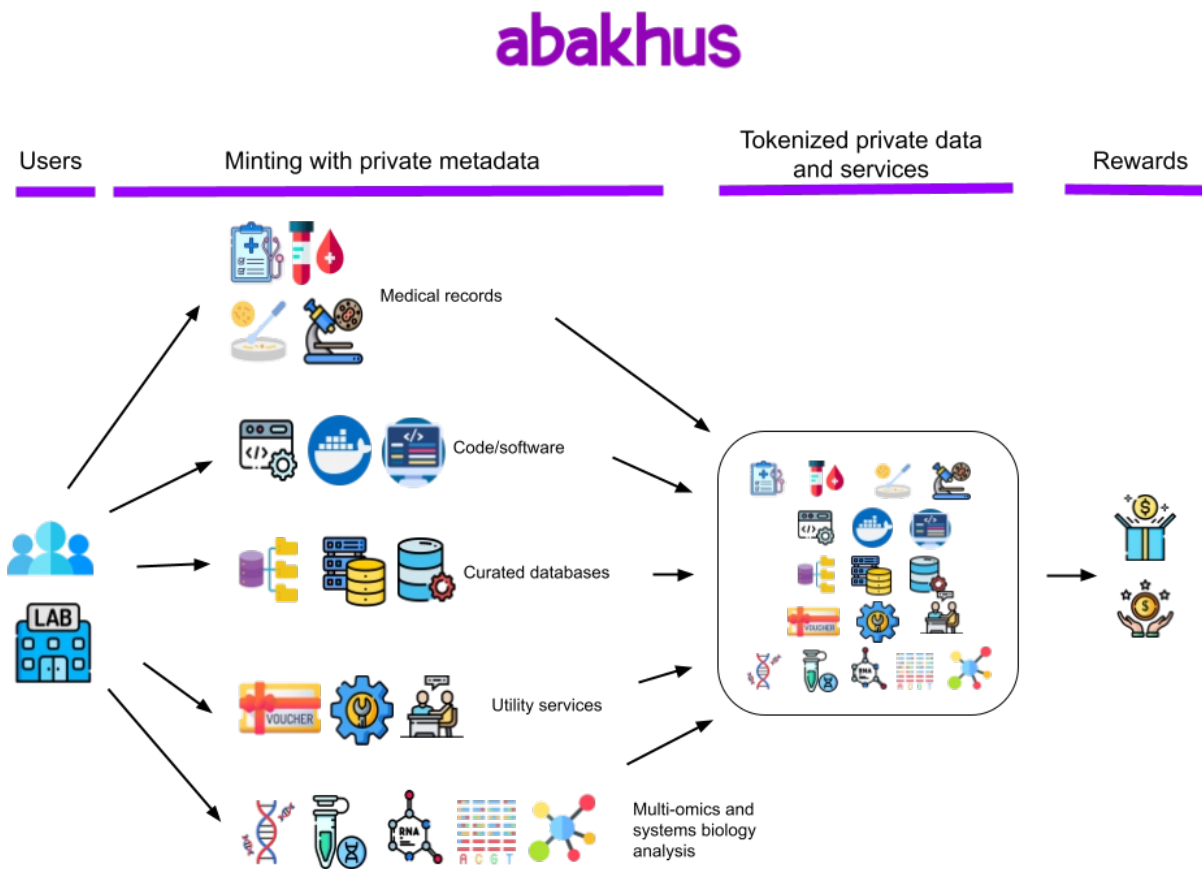 abakhus
Users
Minting with private metadata
Tokenized private data
and services
Rewards
Medical records
</>
</>
Code/software
LAB
Curated databases
VOUCHER
Utility services
RNA
A C G T
Multi-omics and
systems biology
analysis
</>
</>
VOUCHER
RNA
A C G T
$
$